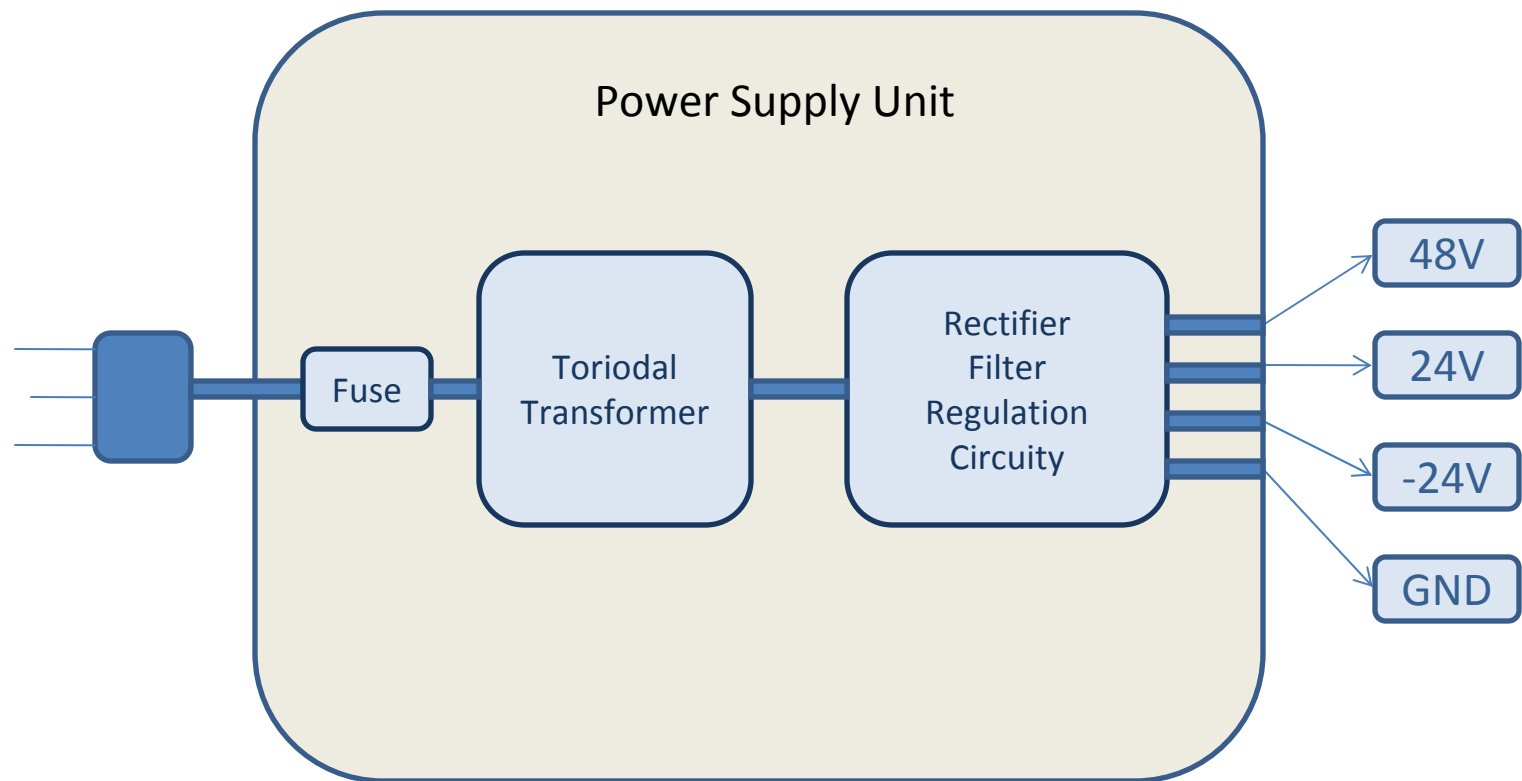 Power Supply Unit
Fuse
Toriodal
Transformer
Rectifier
Filter
Regulation
Circuity
48V
24V
-24V
GND